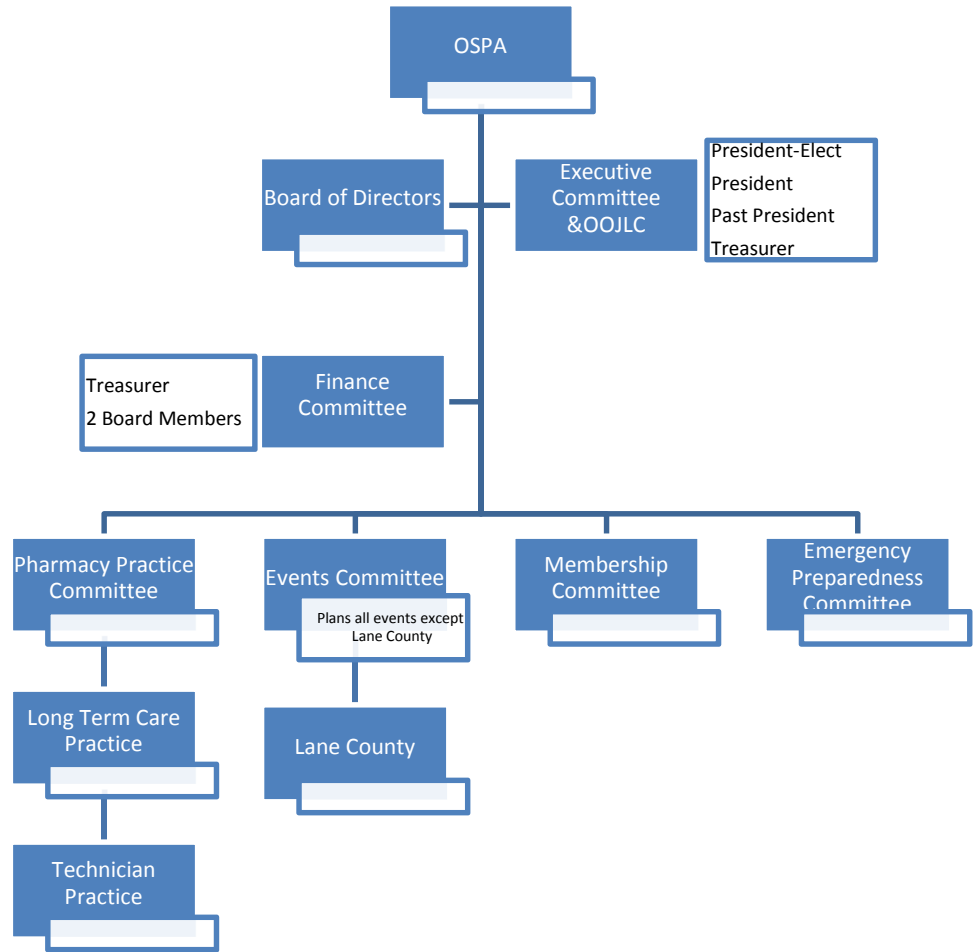 OSPA
Board of Directors
Executive
Committee
&OOJLC
President-Elect
President
Past President
Treasurer
Treasurer
2 Board Members
Finance
Committee
Pharmacy Practice
Committee
Events Committee
Plans all events except
Lane County
Membership
Committee
Emergency
Preparedness
Committee
Long Term Care
Practice
Lane County
Technician
Practice